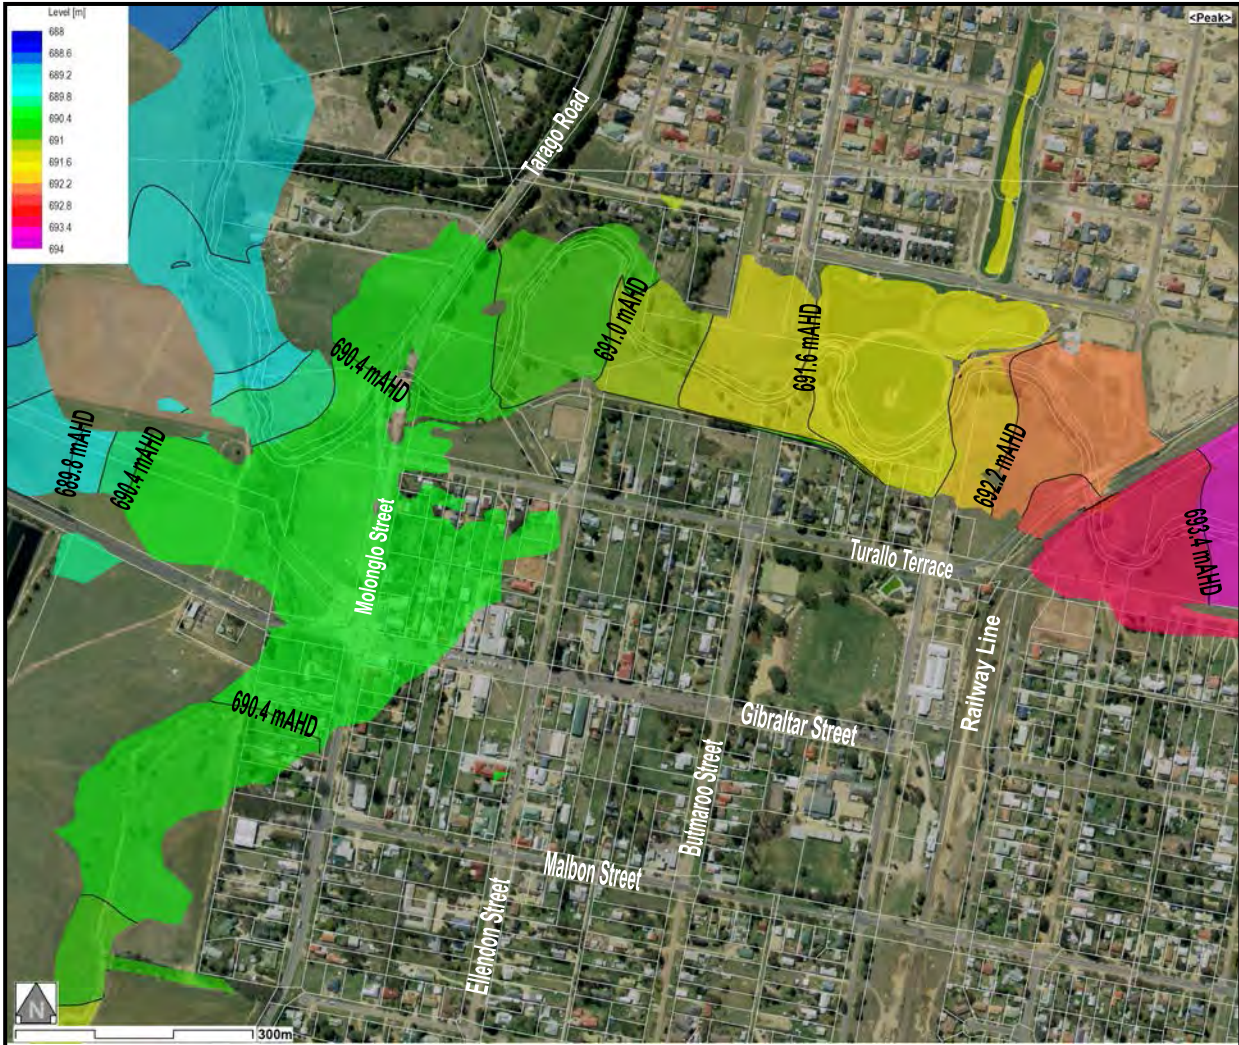 Level [m]
688
688.6
689.2
689.8
690.4
691
691.6
692.2
692.8
693.4
694
<Peak>
Tarago Road
691.0 mAHD
690.4 mAHD
691.6 mAHD
689.8 mAHD
690.4 mAHD
692.2 mAHD
693.4 mAHD
Molonglo Street
Turallo Terrace
Railway Line
690.4 mAHD
Gibraltar Street
Butmaroo Street
Malbon Street
Ellendon Street
N
300m